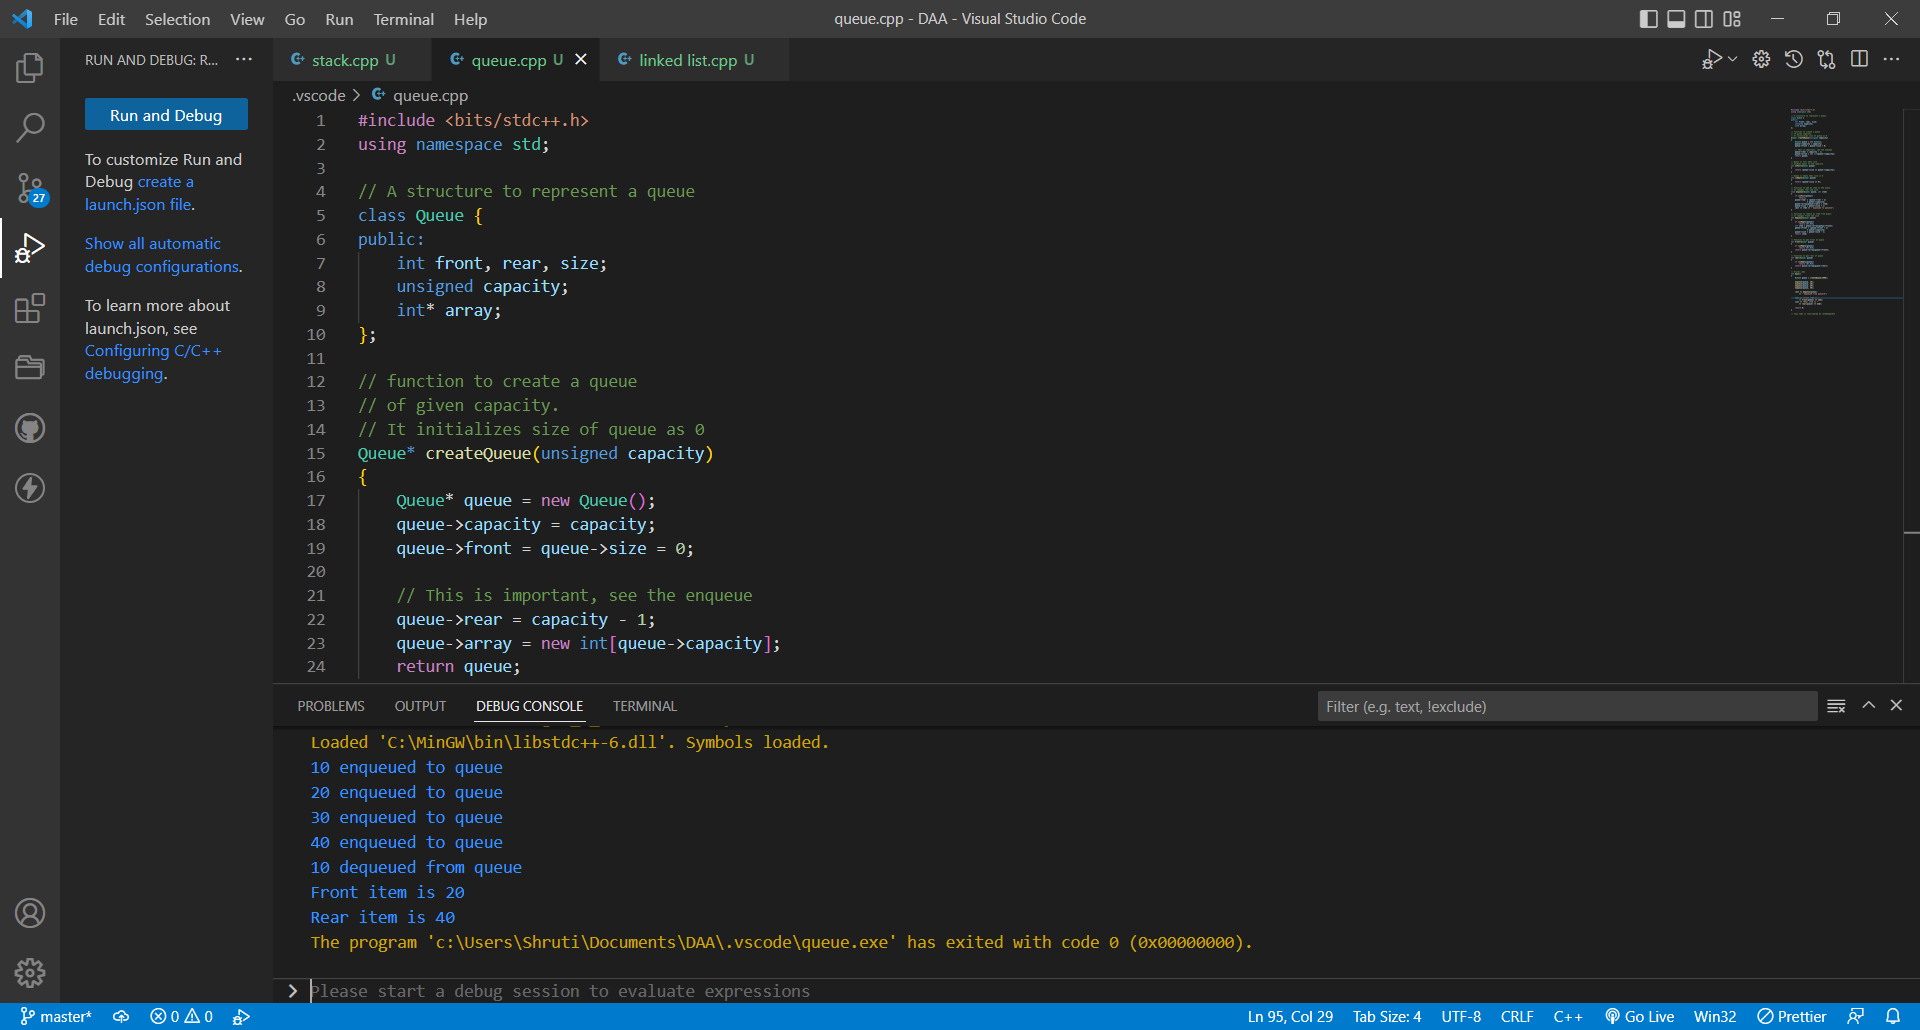 File Edit Selection View Go Run Terminal Help
queue.cpp - DAA - Visual Studio Code
RUN AND DEBUG: R...
stack.cpp U
queue.cpp U
linked list.cpp U
.vscode > queue.cpp
Run and Debug
To customize Run and
Debug create a
launch.json file.
Show all automatic
debug configurations.
To learn more about
launch.json, see
Configuring C/C++
debugging.
27
1 #include <bits/stdc++.h>
2 using namespace std;
3
4 // A structure to represent a queue
5 class Queue {
6 public:
7     int front, rear, size;
8     unsigned capacity;
9     int* array;
10 };
11
12 // function to create a queue
13 // of given capacity.
14 // It initializes size of queue as 0
15 Queue* createQueue(unsigned capacity)
16 {
17     Queue* queue = new Queue();
18     queue->capacity = capacity;
19     queue->front = queue->size = 0;
20
21     // This is important, see the enqueue
22     queue->rear = capacity - 1;
23     queue->array = new int[queue->capacity];
24     return queue;
PROBLEMS OUTPUT DEBUG CONSOLE TERMINAL
Filter (e.g. text, !exclude)
Loaded 'C:\MinGW\bin\libstdc++-6.dll'. Symbols loaded.
10 enqueued to queue
20 enqueued to queue
30 enqueued to queue
40 enqueued to queue
10 dequeued from queue
Front item is 20
Rear item is 40
The program 'c:\Users\Shruti\Documents\DAA\.vscode\queue.exe' has exited with code 0 (0x00000000).
Please start a debug session to evaluate expressions
master* 0 0
Ln 95, Col 29 Tab Size: 4 UTF-8 CRLF C++ Go Live Win32 Prettier